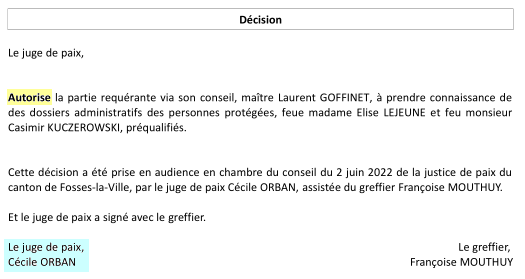 Décision
Le juge de paix,
Autorise la partie requérante via son conseil, maître Laurent GOFFINET, à prendre connaissance de
des dossiers administratifs des personnes protégées, feue madame Elise LEJEUNE et feu monsieur
Casimir KUCZEROWSKI, préqualifiés.
Cette décision a été prise en audience en chambre du conseil du 2 juin 2022 de la justice de paix du
canton de Fosses-la-Ville, par le juge de paix Cécile ORBAN, assistée du greffier Françoise MOUTHUY.
Et le juge de paix a signé avec le greffier.
Le juge de paix, Le greffier,
Cécile ORBAN Françoise MOUTHUY